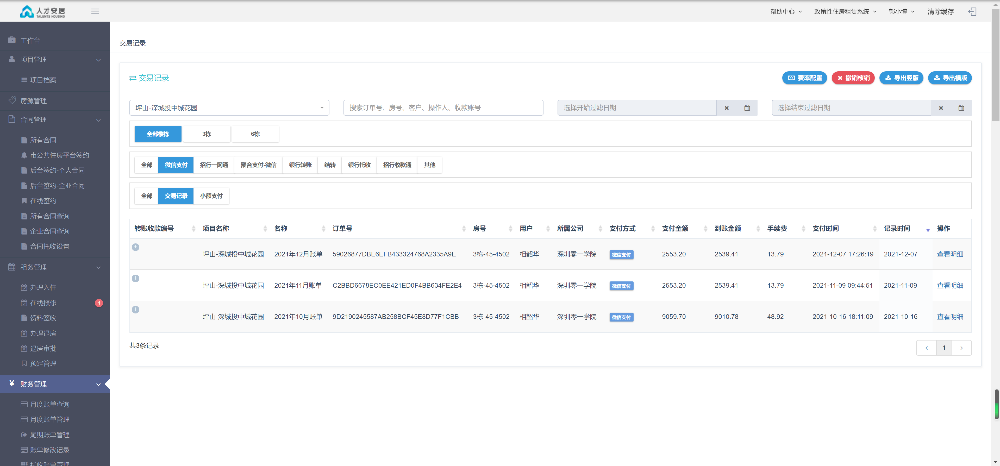 人才安居
TALENTS HOUSING
帮助中心
政策性住房租赁系统
郭小博
清除缓存
工作台
项目管理
项目档案
房源管理
合同管理
所有合同
市公共住房平台签约
后台签约-个人合同
后台签约-企业合同
在线签约
所有合同查询
企业合同查询
合同托收设置
租务管理
办理入住
在线报修 1
资料签收
办理退房
退房审批
预定管理
财务管理
月度账单查询
月度账单管理
尾期账单管理
账单修改记录
托收账单管理
交易记录
交易记录
费率配置 撤销核销 导出竖版 导出横版
坪山-深城投中城花园 搜索订单号、房号、客户、操作人、收款账号 选择开始过滤日期 选择结束过滤日期
全部楼栋 3栋 6栋
全部 微信支付 招行一网通 聚合支付-微信 银行转账 结转 银行托收 招行收款通 其他
全部 交易记录 小额支付
转账收款编号 项目名称 名称 订单号 房号 用户 所属公司 支付方式 支付金额 到账金额 手续费 支付时间 记录时间 操作
坪山-深城投中城花园 2021年12月账单 59026877DBE6EFB433324768A2335A9E 3栋-45-4502 相韶华 深圳零一学院 微信支付 2553.20 2539.41 13.79 2021-12-07 17:26:19 2021-12-07 查看明细
坪山-深城投中城花园 2021年11月账单 C2BBD6678EC0EE421ED0F4BB634FE2E4 3栋-45-4502 相韶华 深圳零一学院 微信支付 2553.20 2539.41 13.79 2021-11-09 09:44:51 2021-11-09 查看明细
坪山-深城投中城花园 2021年10月账单 9D2190245587AB258BCF45E8D77F1CBB 3栋-45-4502 相韶华 深圳零一学院 微信支付 9059.70 9010.78 48.92 2021-10-16 18:11:09 2021-10-16 查看明细
共3条记录
1